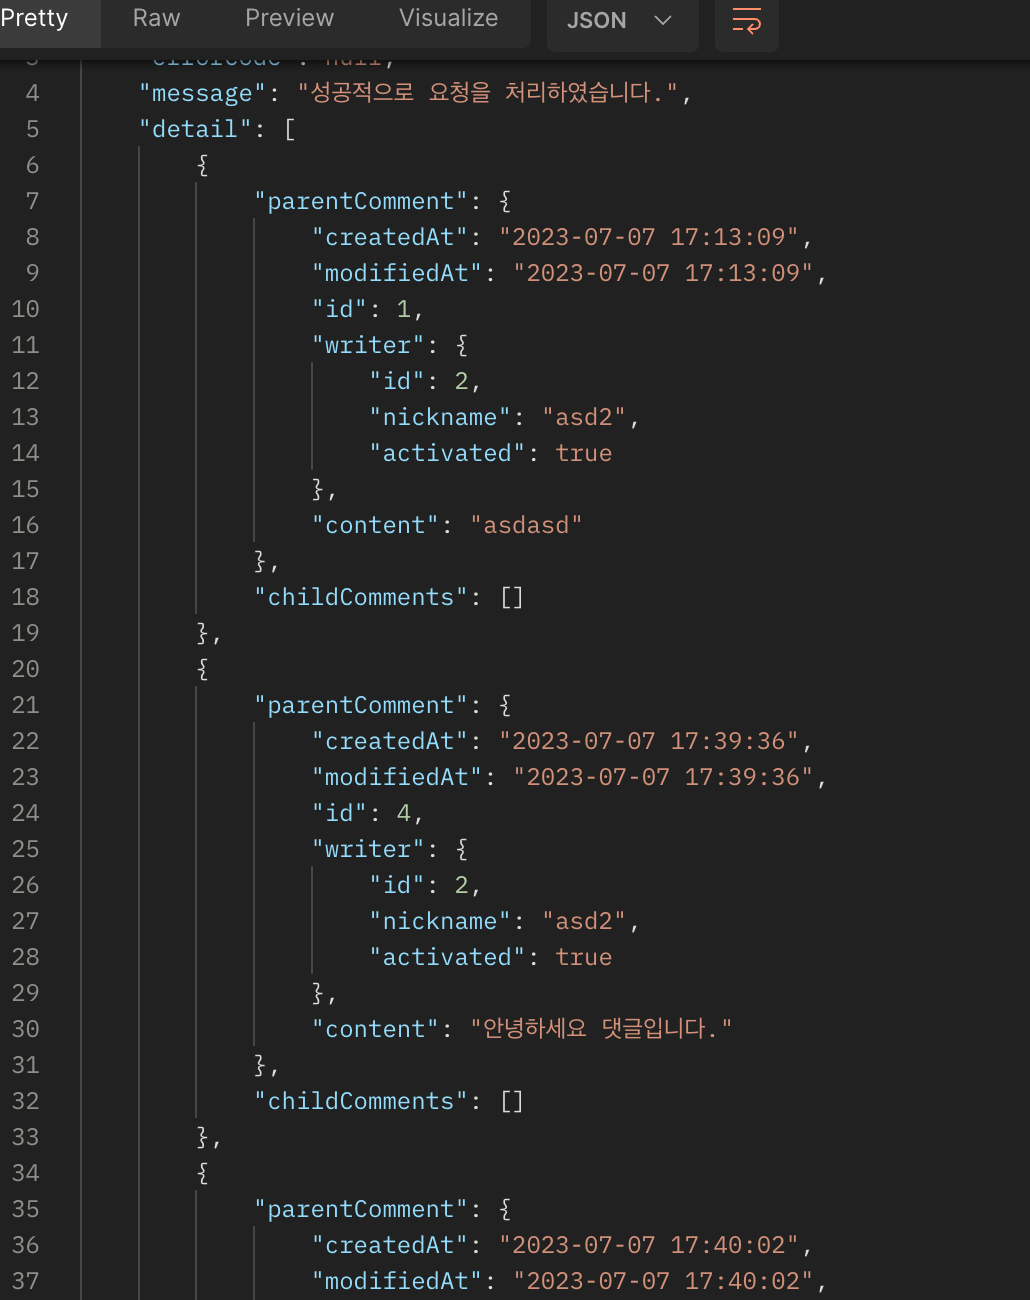 Pretty Raw Preview Visualize JSON
3 "errorCode": null,
4 "message": "성공적으로 요청을 처리하였습니다.",
5 "detail": [
6 {
7 "parentComment": {
8 "createdAt": "2023-07-07 17:13:09",
9 "modifiedAt": "2023-07-07 17:13:09",
10 "id": 1,
11 "writer": {
12 "id": 2,
13 "nickname": "asd2",
14 "activated": true
15 },
16 "content": "asdasd"
17 },
18 "childComments": []
19 },
20 {
21 "parentComment": {
22 "createdAt": "2023-07-07 17:39:36",
23 "modifiedAt": "2023-07-07 17:39:36",
24 "id": 4,
25 "writer": {
26 "id": 2,
27 "nickname": "asd2",
28 "activated": true
29 },
30 "content": "안녕하세요 댓글입니다."
31 },
32 "childComments": []
33 },
34 {
35 "parentComment": {
36 "createdAt": "2023-07-07 17:40:02",
37 "modifiedAt": "2023-07-07 17:40:02",